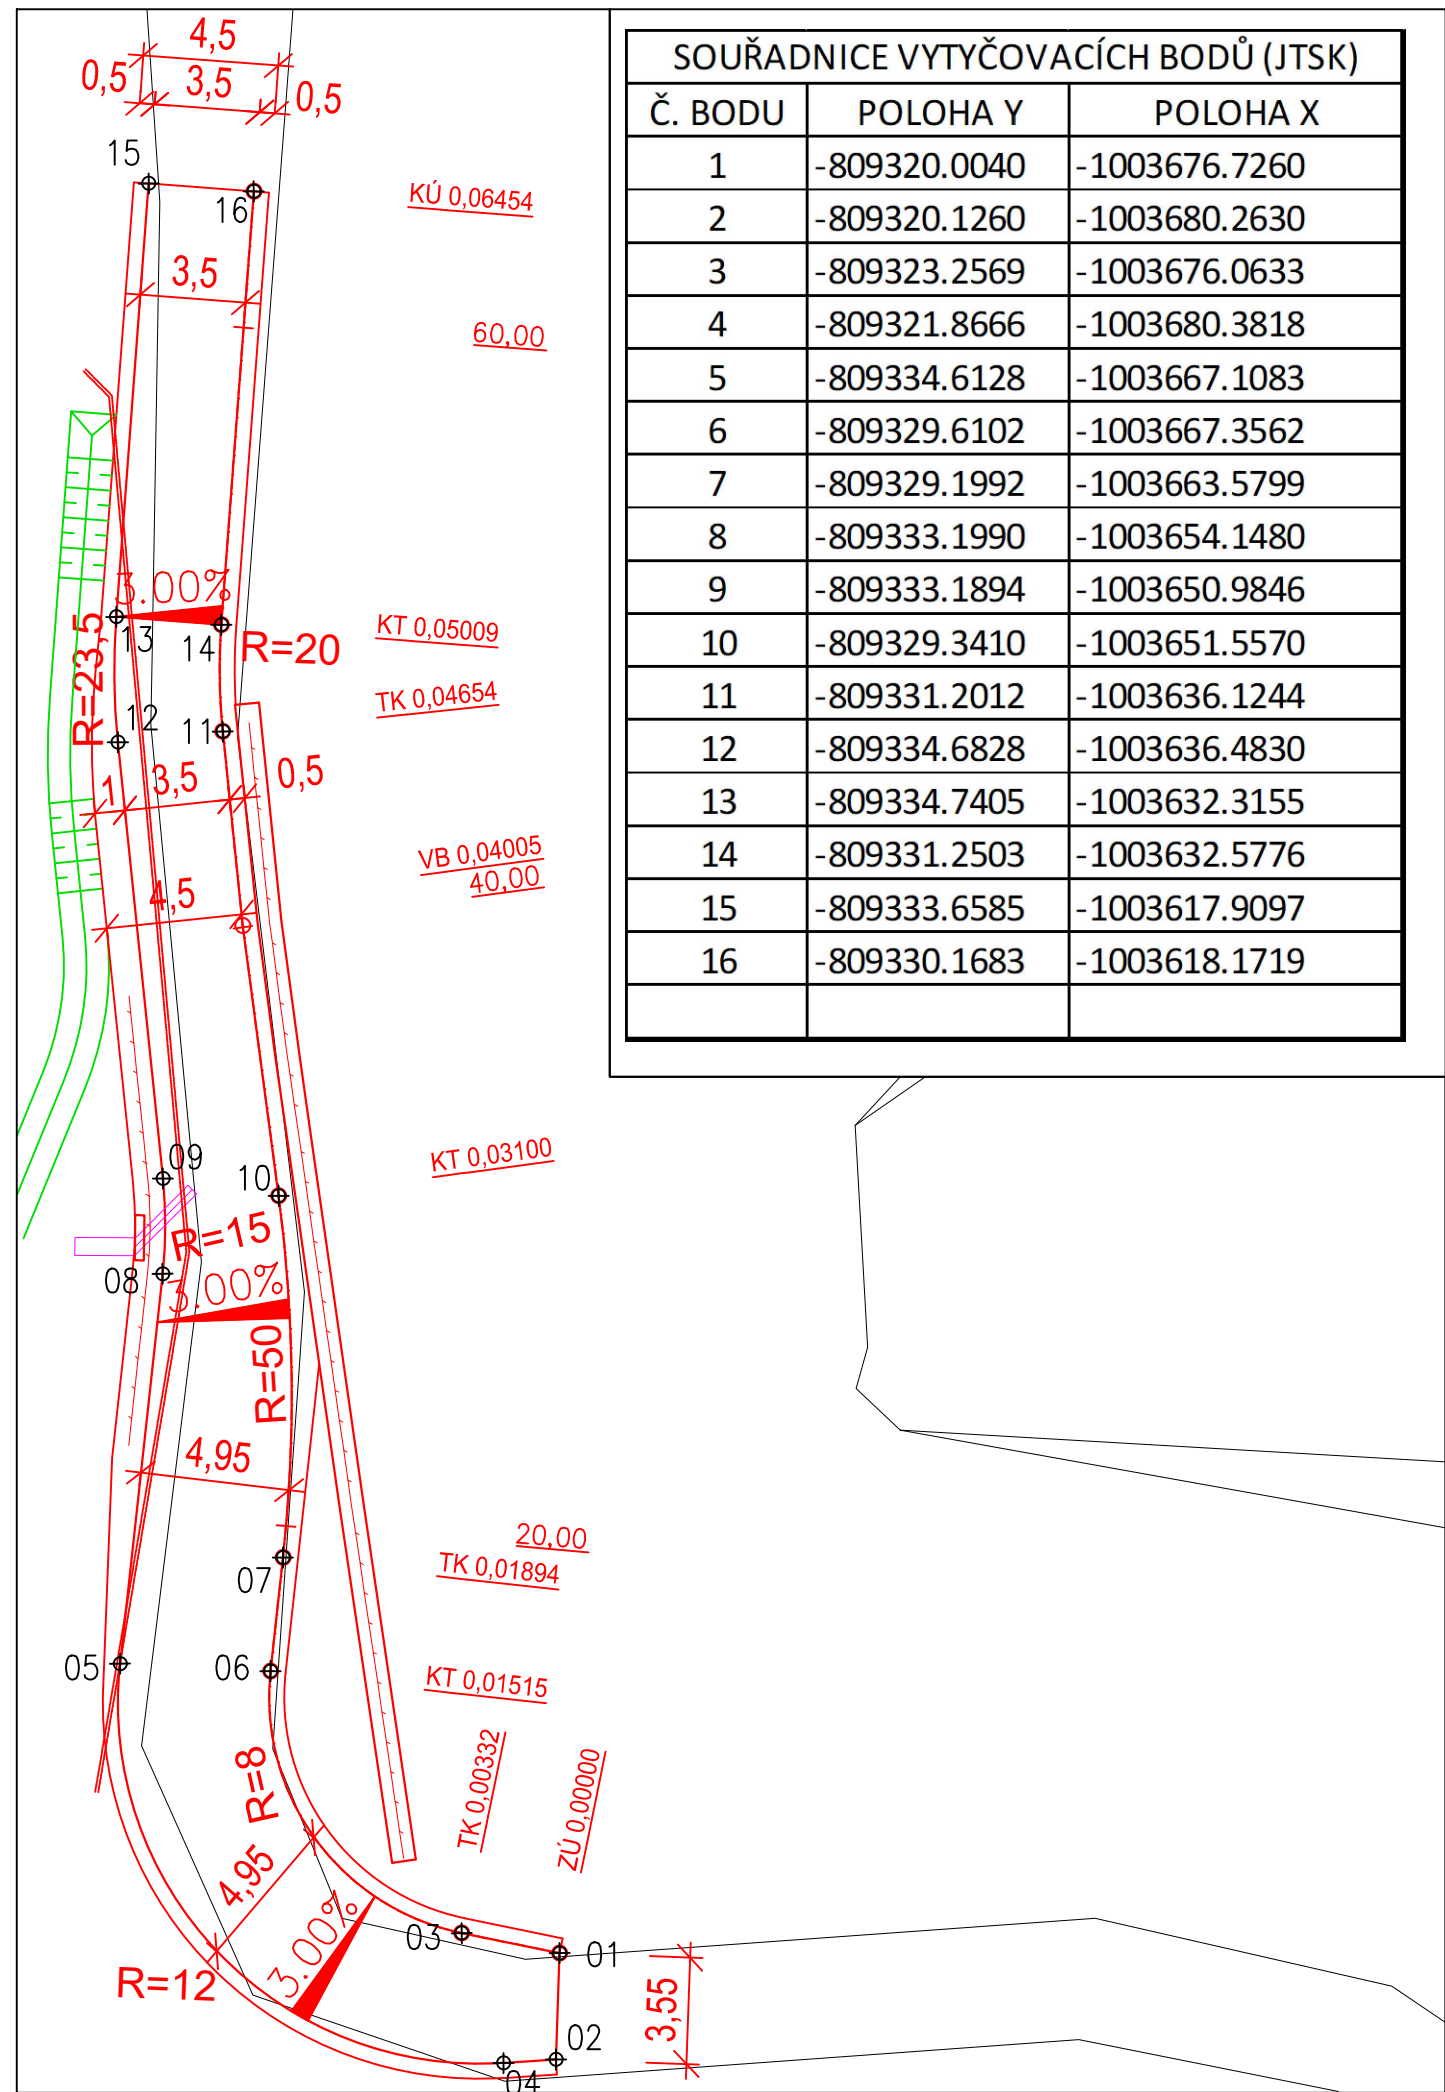 4,5
0,5 3,5 0,5
15
16
KÚ 0,06454
3,5
60,00
3.00%
13
14
R=20
R=23,5
KT 0,05009
TK 0,04654
12
11
1
3,5
0,5
VB 0,04005
40,00
4,5
KT 0,03100
09
10
R=15
08
3.00%
R=50
4,95
20,00
TK 0,01894
07
05
06
KT 0,01515
R=8
TK 0,00332
ZÚ 0,00000
4,95
3.00%
R=12
03
01
3,55
02
04
SOUŘADNICE VYTYČOVACÍCH BODŮ (JTSK)
Č. BODU POLOHA Y POLOHA X
1 -809320.0040 -1003676.7260
2 -809320.1260 -1003680.2630
3 -809323.2569 -1003676.0633
4 -809321.8666 -1003680.3818
5 -809334.6128 -1003667.1083
6 -809329.6102 -1003667.3562
7 -809329.1992 -1003663.5799
8 -809333.1990 -1003654.1480
9 -809333.1894 -1003650.9846
10 -809329.3410 -1003651.5570
11 -809331.2012 -1003636.1244
12 -809334.6828 -1003636.4830
13 -809334.7405 -1003632.3155
14 -809331.2503 -1003632.5776
15 -809333.6585 -1003617.9097
16 -809330.1683 -1003618.1719